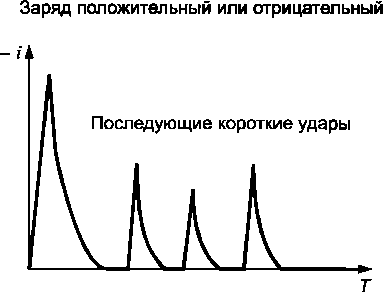 Заряд положительный или отрицательный
– i
Последующие короткие удары
T